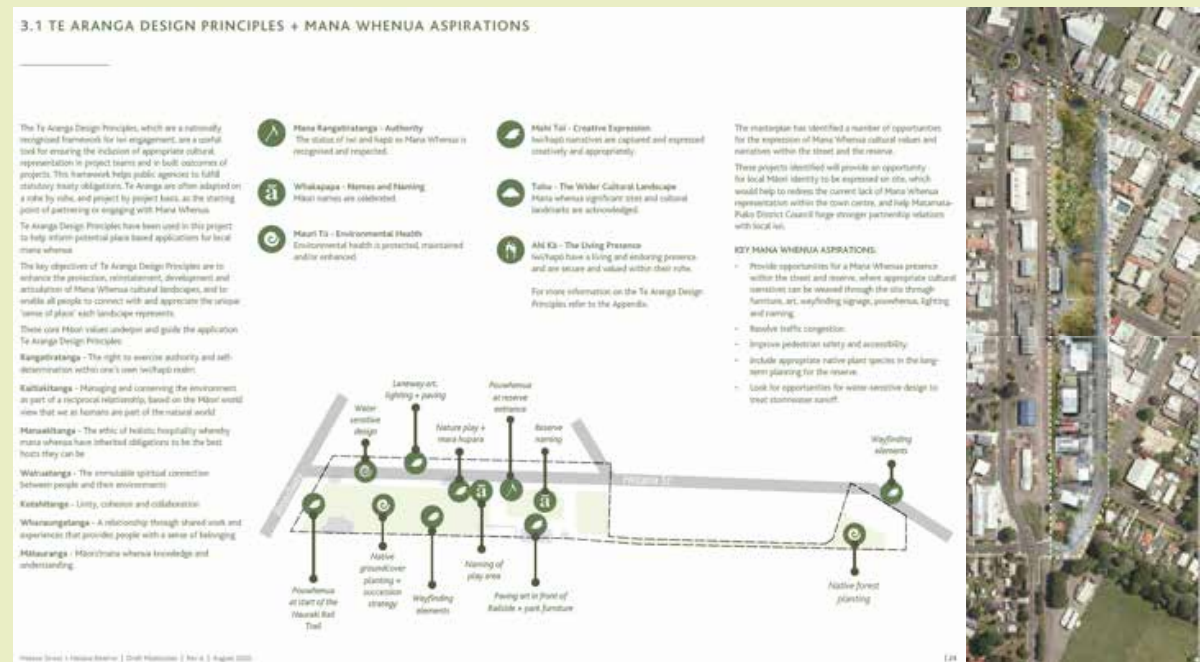 3.1 TE ARANGA DESIGN PRINCIPLES + MANA WHENUA ASPIRATIONS
The Te Aranga Design Principles, which are a nationally
recognised framework for iwi engagement, are a useful
tool for ensuring the inclusion of appropriate cultural
representation in project teams and in built outcomes of
projects. This framework helps public agencies to fulfill
statutory treaty obligations. Te Aranga are often adapted on
a rohe by rohe, and project by project basis, as the starting
point of partnering or engaging with Mana Whenua.
Te Aranga Design Principles have been used in this project
to help inform potential place based applications for local
mana whenua.
The key objectives of Te Aranga Design Principles are to
enhance the protection, reinstatement, development and
articulation of Mana Whenua cultural landscapes, and to
enable all people to connect with and appreciate the unique
'sense of place' each landscape represents.
These core Māori values underpin and guide the application
Te Aranga Design Principles:
Rangatiratanga - The right to exercise authority and self-
determination within one's own iwi/hapū realm
Kaitiakitanga - Managing and conserving the environment
as part of a reciprocal relationship, based on the Māori world
view that we as humans are part of the natural world
Manaakitanga - The ethic of holistic hospitality whereby
mana whenua have inherited obligations to be the best
hosts they can be
Wairuatanga - The immutable spiritual connection
between people and their environments
Kotahitanga - Unity, cohesion and collaboration
Whanaungatanga - A relationship through shared work and
experiences that provides people with a sense of belonging
Mātauranga - Māori/mana whenua knowledge and
understanding.
Mana Rangatiratanga - Authority
The status of iwi and hapū as Mana Whenua is
recognised and respected.
ā
Whakapapa - Names and Naming
Māori names are celebrated.
Mauri Tū - Environmental Health
Environmental health is protected, maintained
and/or enhanced.
Mahi Toi - Creative Expression
Iwi/hapū narratives are captured and expressed
creatively and appropriately.
Tohu - The Wider Cultural Landscape
Mana whenua significant sites and cultural
landmarks are acknowledged.
Ahi Kā - The Living Presence
Iwi/hapū have a living and enduring presence
and are secure and valued within their rohe.
For more information on the Te Aranga Design
Principles refer to the Appendix.
The masterplan has identified a number of opportunities
for the expression of Mana Whenua cultural values and
narratives within the street and the reserve.
These projects identified will provide an opportunity
for local Māori identity to be expressed on site, which
would help to redress the current lack of Mana Whenua
representation within the town centre, and help Matamata-
Piako District Council forge stronger partnership relations
with local iwi.
KEY MANA WHENUA ASPIRATIONS:
- Provide opportunities for a Mana Whenua presence
within the street and reserve, where appropriate cultural
narratives can be weaved through the site through
furniture, art, wayfinding signage, pouwhenua, lighting
and naming.
- Resolve traffic congestion.
- Improve pedestrian safety and accessibility.
- Include appropriate native plant species in the long-
term planning for the reserve.
- Look for opportunities for water sensitive design to
treat stormwater runoff.
Laneway art,
lighting + paving
Pouwhenua
at reserve
entrance
Water
sensitive
design
Nature play +
mara hupara
Reserve
naming
Wayfinding
elements
Hetana St
ā
ā
Pouwhenua
at start of the
Hauraki Rail
Trail
Native
groundcover
planting +
succession
strategy
Wayfinding
elements
Naming of
play area
Paving art in front of
Railside + park furniture
Native forest
planting
Hetana Street + Hetana Reserve | Draft Masterplan | Rev 6 | August 2022